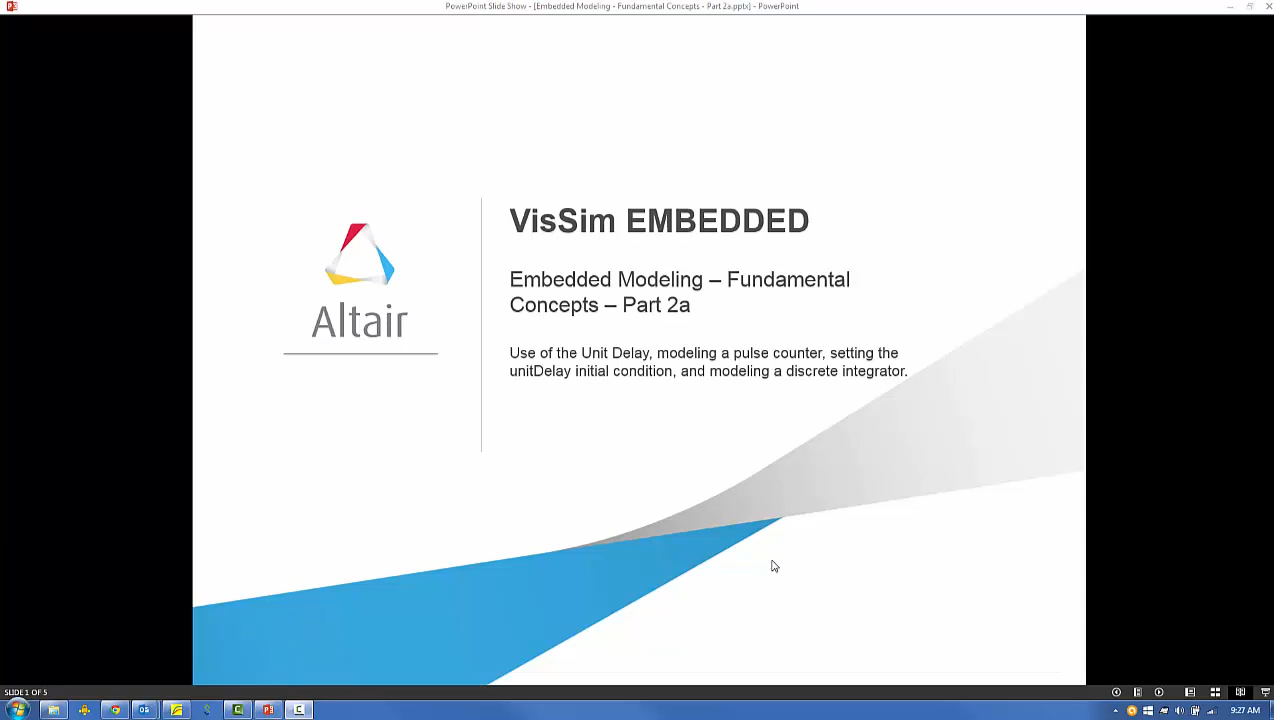 PowerPoint Slide Show - [Embedded Modeling - Fundamental Concepts - Part 2a.pptx] - PowerPoint
VisSim EMBEDDED
Embedded Modeling – Fundamental
Concepts – Part 2a
Altair
Use of the Unit Delay, modeling a pulse counter, setting the
unitDelay initial condition, and modeling a discrete integrator.
SLIDE 1 OF 5
9:27 AM